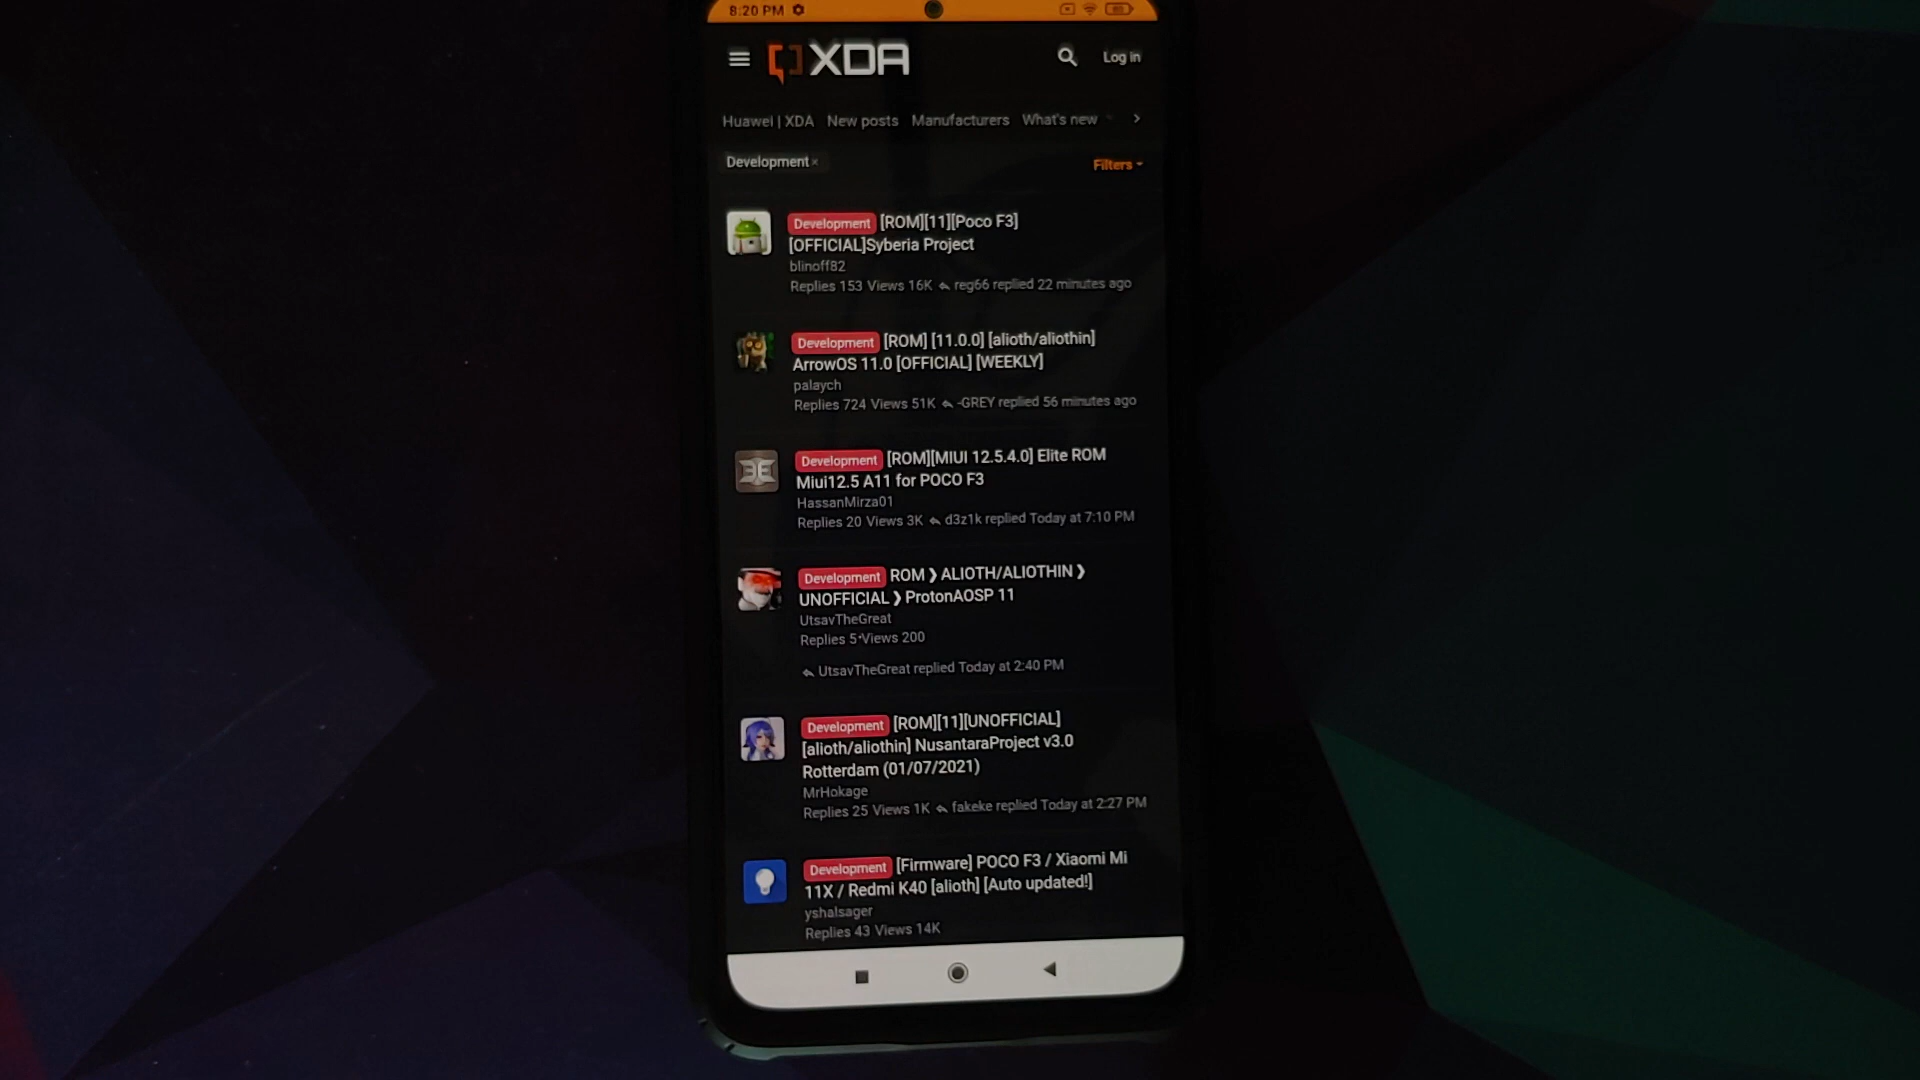 8:20 PM
XDA
Log in
Huawei | XDA New posts Manufacturers What's new
Development ×
Filters
Development [ROM][11][Poco F3]
[OFFICIAL]Syberia Project
blinoff82
Replies 153 Views 16K reg66 replied 22 minutes ago
Development [ROM] [11.0.0] [alioth/aliothin]
ArrowOS 11.0 [OFFICIAL] [WEEKLY]
palaych
Replies 724 Views 51K -GREY replied 56 minutes ago
Development [ROM][MIUI 12.5.4.0] Elite ROM
Miui12.5 A11 for POCO F3
HassanMirza01
Replies 20 Views 3K d3z1k replied Today at 7:10 PM
Development ROM ❯ ALIOTH/ALIOTHIN ❯
UNOFFICIAL ❯ ProtonAOSP 11
UtsavTheGreat
Replies 5 Views 200
UtsavTheGreat replied Today at 2:40 PM
Development [ROM][11][UNOFFICIAL]
[alioth/aliothin] NusantaraProject v3.0
Rotterdam (01/07/2021)
MrHokage
Replies 25 Views 1K fakeke replied Today at 2:27 PM
Development [Firmware] POCO F3 / Xiaomi Mi
11X / Redmi K40 [alioth] [Auto updated!]
yshalsager
Replies 43 Views 14K